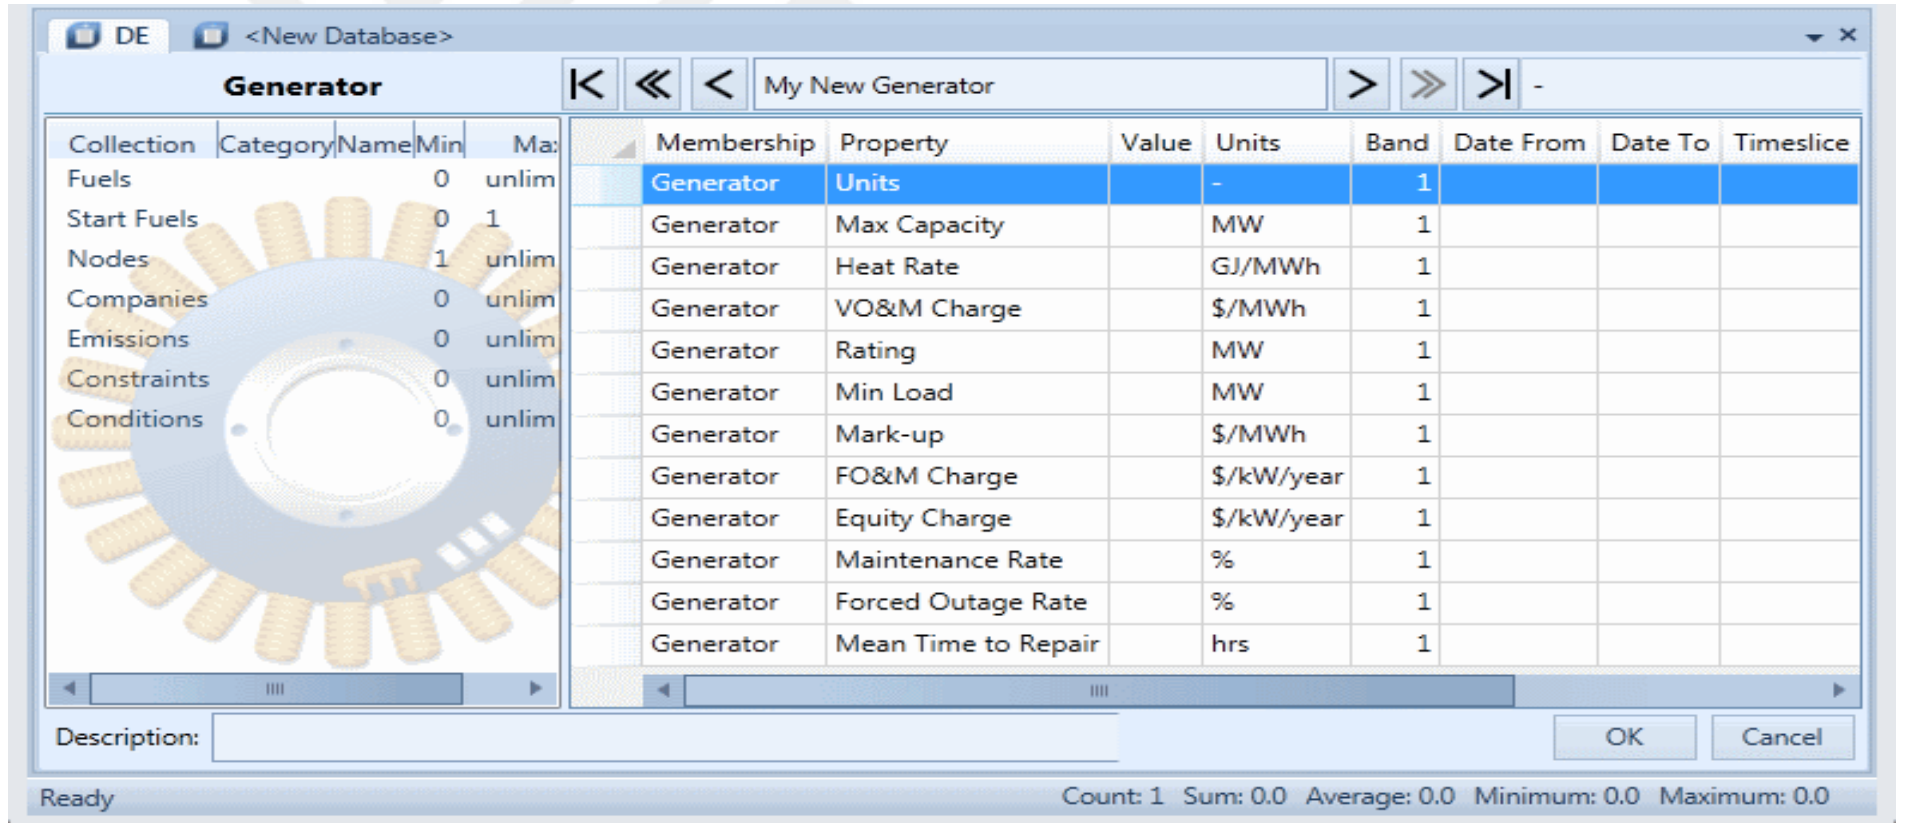 DE <New Database>
Generator My New Generator -
Collection Category Name Min Max
Fuels 0 unlim
Start Fuels 0 1
Nodes 1 unlim
Companies 0 unlim
Emissions 0 unlim
Constraints 0 unlim
Conditions 0 unlim
Membership Property Value Units Band Date From Date To Timeslice
Generator Units - 1
Generator Max Capacity MW 1
Generator Heat Rate GJ/MWh 1
Generator VO&M Charge $/MWh 1
Generator Rating MW 1
Generator Min Load MW 1
Generator Mark-up $/MWh 1
Generator FO&M Charge $/kW/year 1
Generator Equity Charge $/kW/year 1
Generator Maintenance Rate % 1
Generator Forced Outage Rate % 1
Generator Mean Time to Repair hrs 1
Description: OK Cancel
Ready Count: 1 Sum: 0.0 Average: 0.0 Minimum: 0.0 Maximum: 0.0